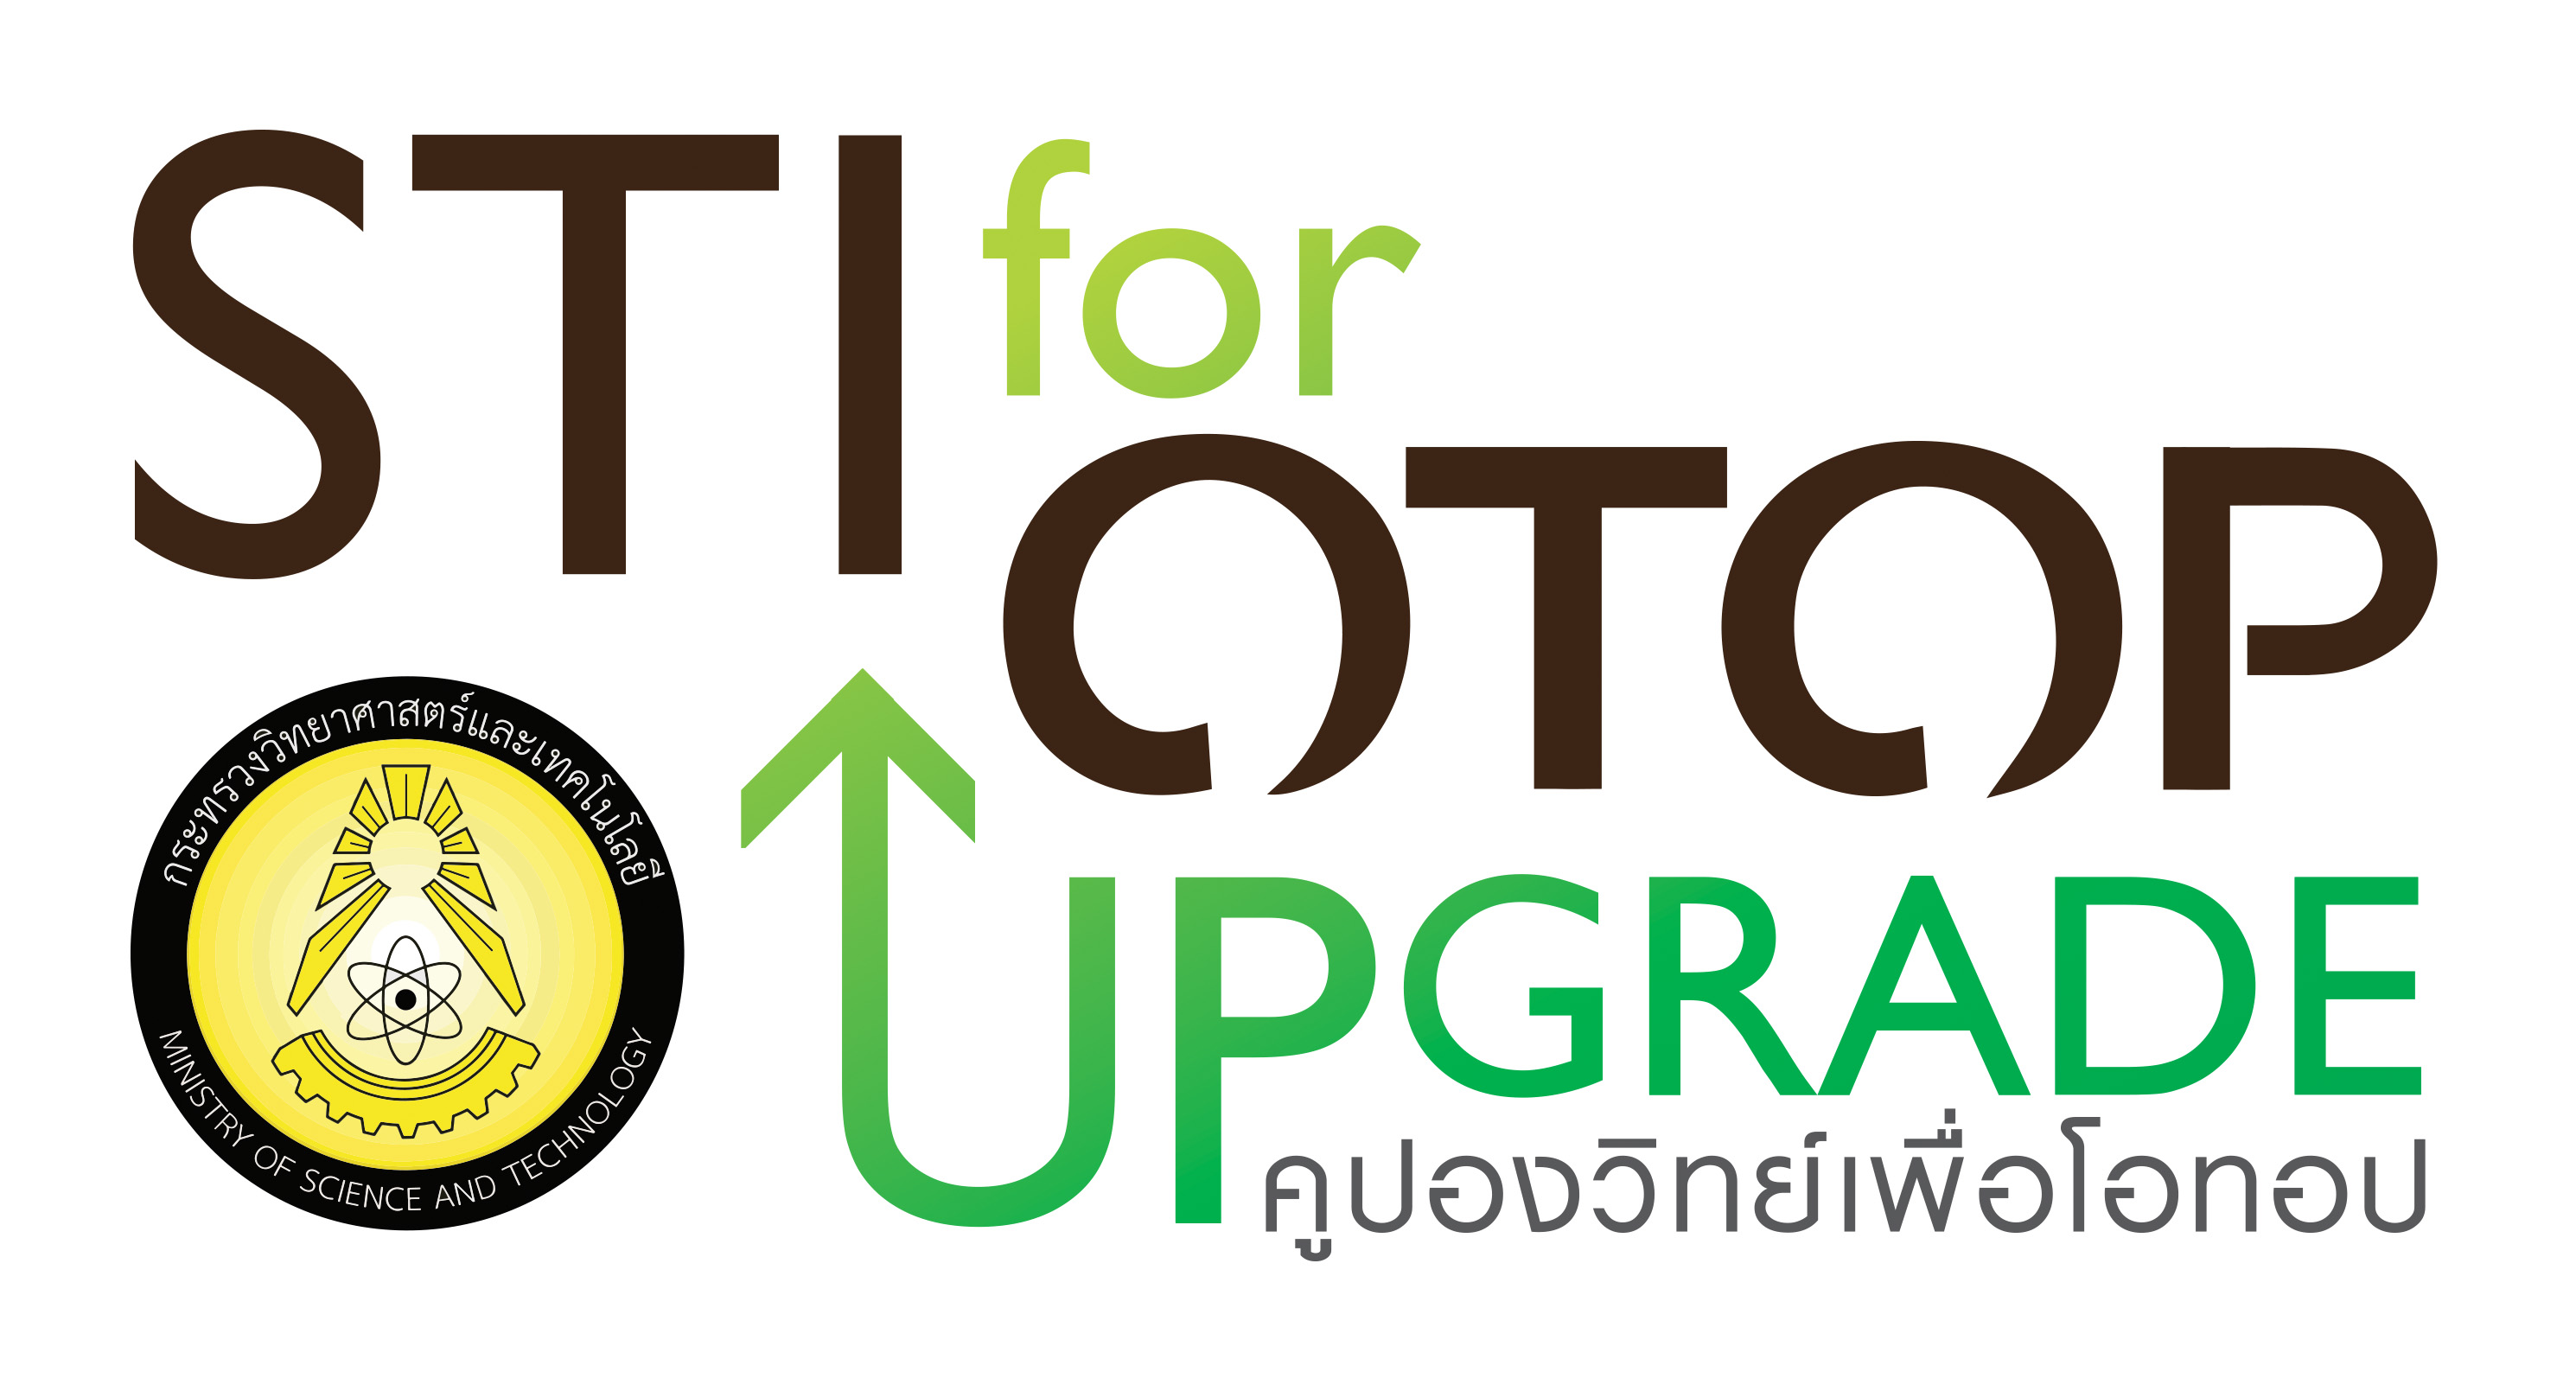 STI for
OTOP
UPGRADE
คูปองวิทย์เพื่อโอทอป
กระทรวงวิทยาศาสตร์และเทคโนโลยี
MINISTRY OF SCIENCE AND TECHNOLOGY